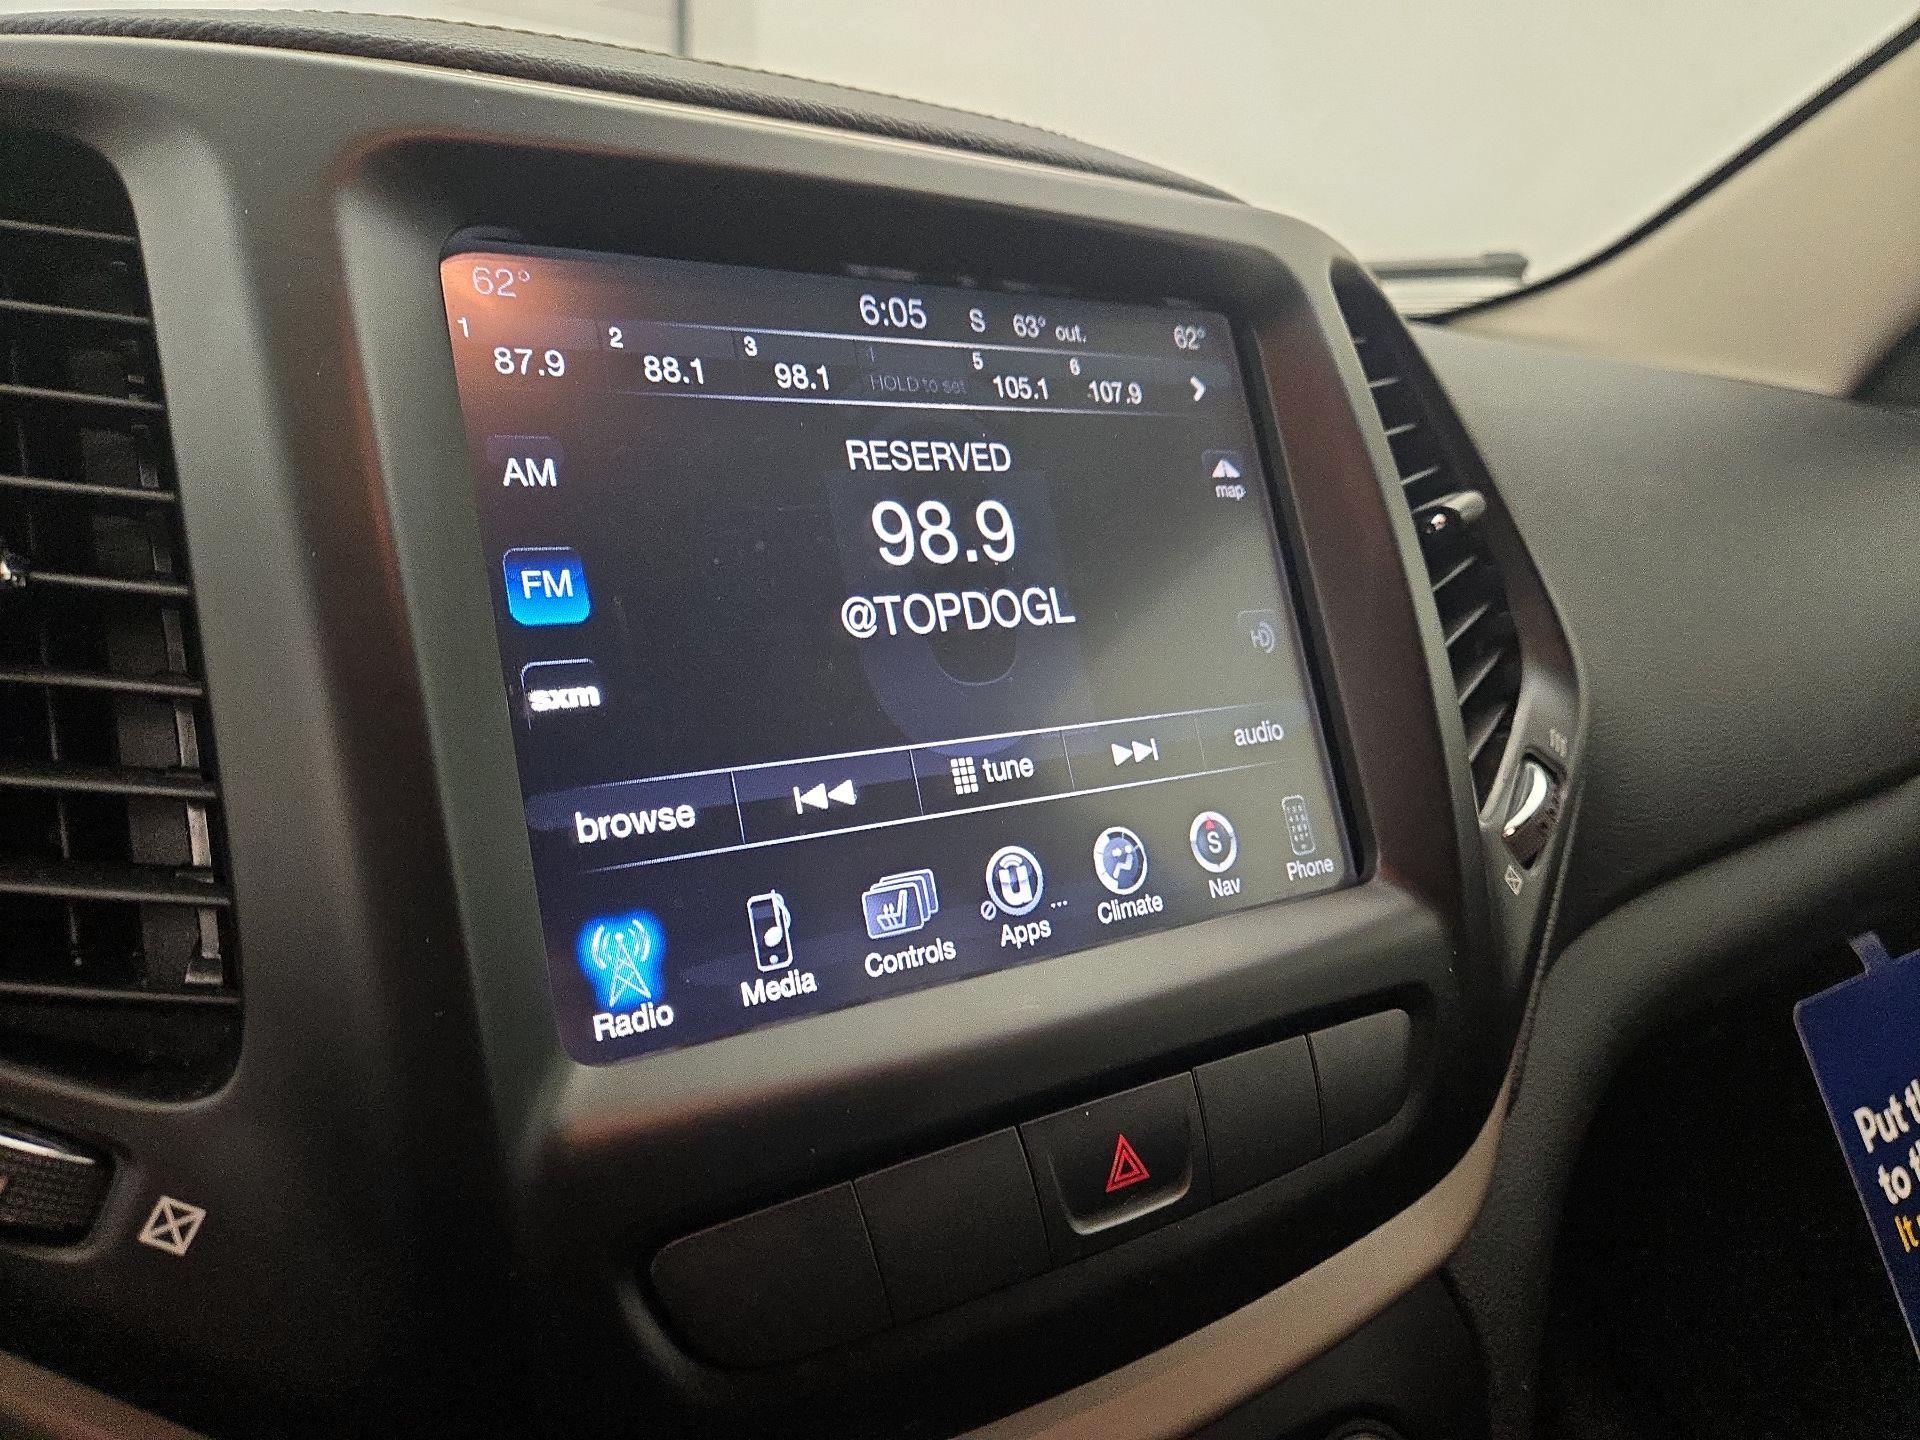 62° 6:05 S 63° out. 62°
1 87.9 2 88.1 3 98.1 HOLD to set 5 105.1 6 107.9
RESERVED
AM
map
98.9
FM
@TOPDOGL
HD
sxm
browse tune audio
Radio Media Controls Apps ... Climate S Nav Phone
Put
to
It